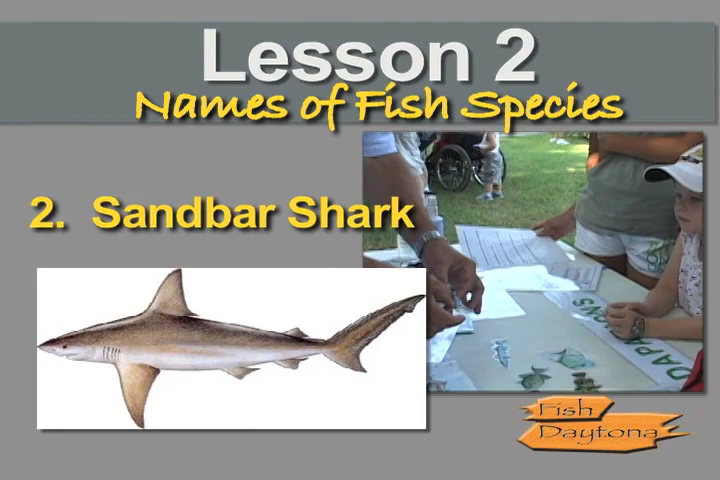 Lesson 2
Names of Fish Species
2. Sandbar Shark
Fish
Daytona